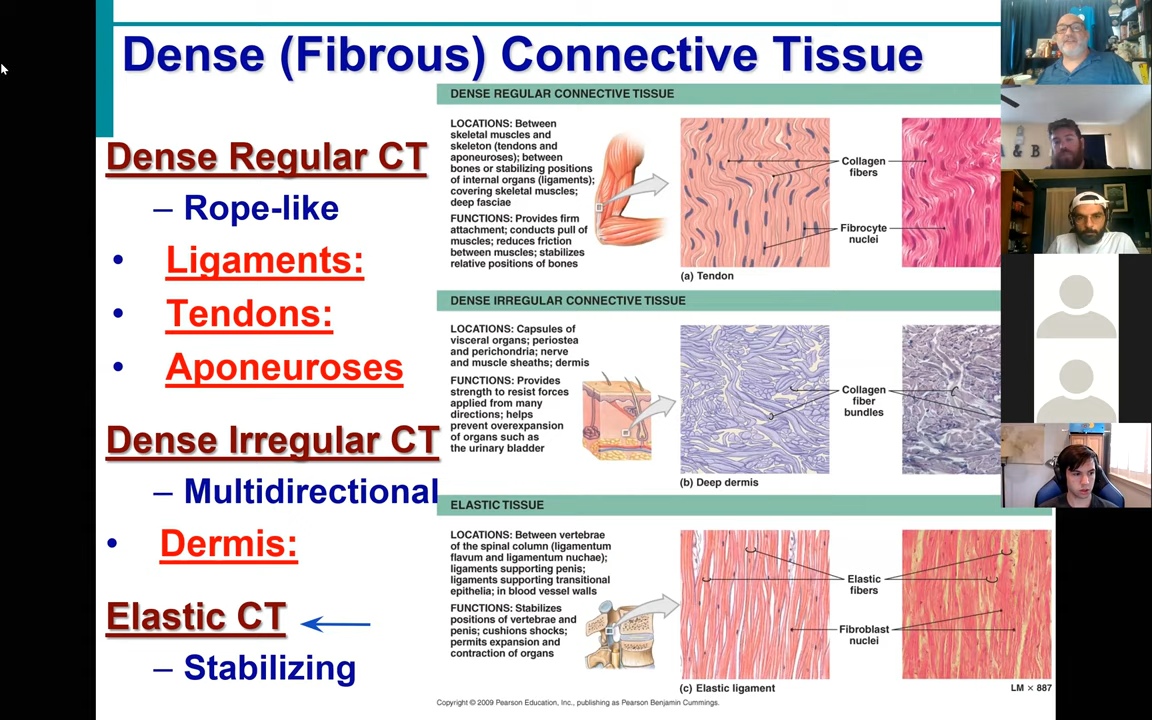 Dense (Fibrous) Connective Tissue
Dense Regular CT
– Rope-like
• Ligaments:
• Tendons:
• Aponeuroses
Dense Irregular CT
– Multidirectional
• Dermis:
Elastic CT
– Stabilizing
DENSE REGULAR CONNECTIVE TISSUE
LOCATIONS: Between
skeletal muscles and
skeleton (tendons and
aponeuroses); between
bones or stabilizing positions
of internal organs (ligaments);
covering skeletal muscles;
deep fasciae
FUNCTIONS: Provides firm
attachment; conducts pull of
muscles; reduces friction
between muscles; stabilizes
relative positions of bones
Collagen
fibers
Fibrocyte
nuclei
(a) Tendon
DENSE IRREGULAR CONNECTIVE TISSUE
LOCATIONS: Capsules of
visceral organs; periostea
and perichondria; nerve
and muscle sheaths; dermis
FUNCTIONS: Provides
strength to resist forces
applied from many
directions; helps
prevent overexpansion
of organs such as
the urinary bladder
Collagen
fiber
bundles
(b) Deep dermis
ELASTIC TISSUE
LOCATIONS: Between vertebrae
of the spinal column (ligamentum
flavum and ligamentum nuchae);
ligaments supporting penis;
ligaments supporting transitional
epithelia; in blood vessel walls
FUNCTIONS: Stabilizes
positions of vertebrae and
penis; cushions shocks;
permits expansion and
contraction of organs
Elastic
fibers
Fibroblast
nuclei
(c) Elastic ligament
LM × 887
Copyright © 2009 Pearson Education, Inc., publishing as Pearson Benjamin Cummings.
A & B